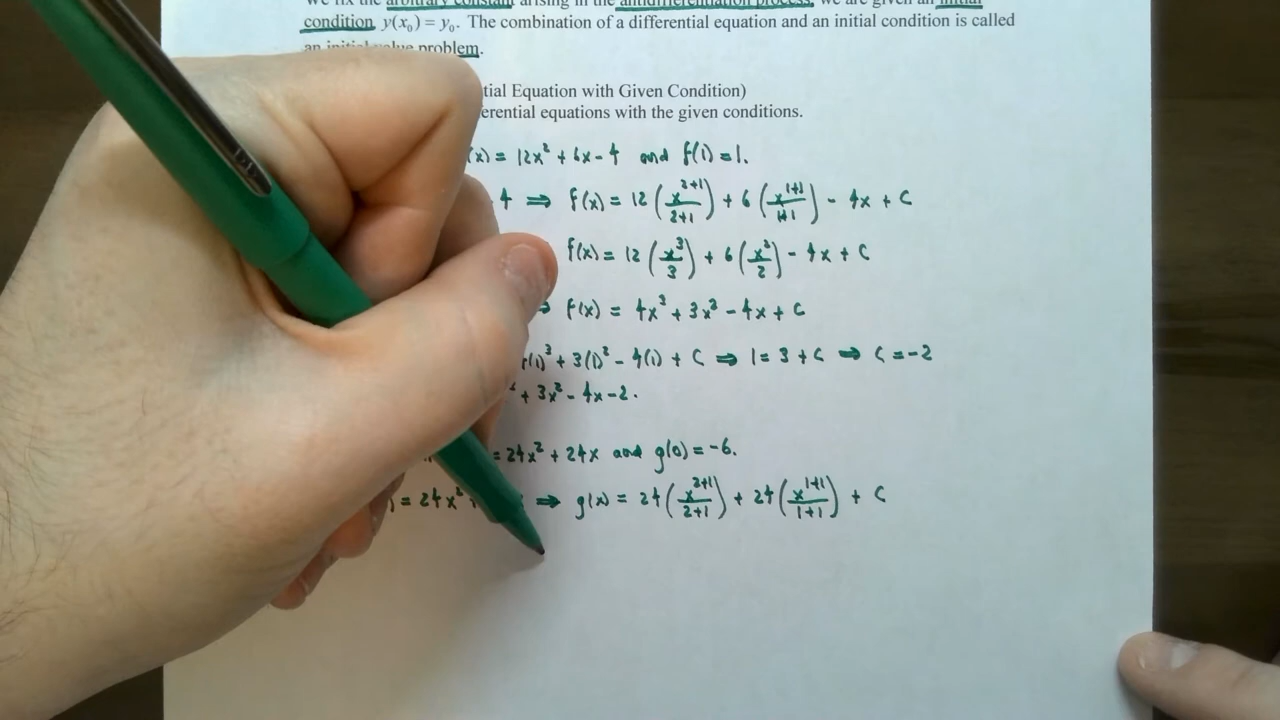 we fix the arbitrary constant arising in the antidifferentiation process, we are given an initial
condition y(x₀) = y₀. The combination of a differential equation and an initial condition is called
an initial value problem.
tial Equation with Given Condition)
erential equations with the given conditions.
(x) = 12x² + 6x - 4 and f(1) = 1.
4 ⇒ f(x) = 12(x²⁺¹/2+1) + 6(x¹⁺¹/1+1) - 4x + C
f(x) = 12(x³/3) + 6(x²/2) - 4x + C
⇒ f(x) = 4x³ + 3x² - 4x + C
(1)³ + 3(1)² - 4(1) + C ⇒ 1 = 3 + C ⇒ C = -2
+ 3x² - 4x - 2.
= 24x² + 24x and g(0) = -6.
) = 24x² ⇒ g(x) = 24(x²⁺¹/2+1) + 24(x¹⁺¹/1+1) + C